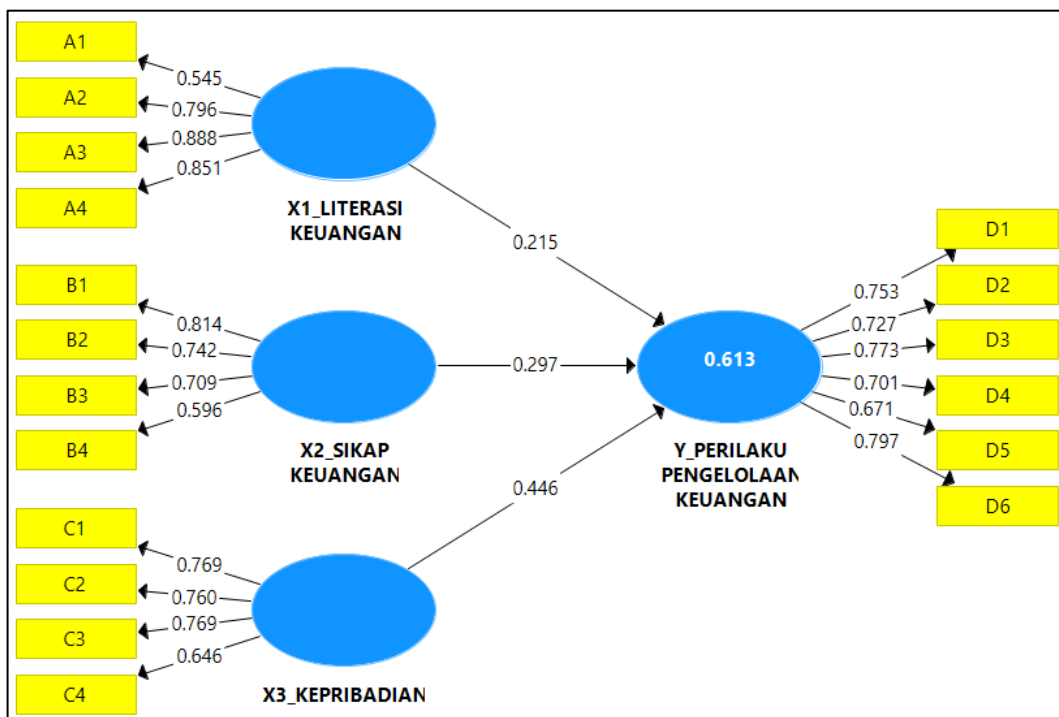 A1
A2
A3
A4
0.545
0.796
0.888
0.851
X1_LITERASI
KEUANGAN
0.215
B1
B2
B3
B4
0.814
0.742
0.709
0.596
X2_SIKAP
KEUANGAN
0.297
C1
C2
C3
C4
0.769
0.760
0.769
0.646
X3_KEPRIBADIAN
0.446
0.613
Y_PERILAKU
PENGELOLAAN
KEUANGAN
0.753
0.727
0.773
0.701
0.671
0.797
D1
D2
D3
D4
D5
D6